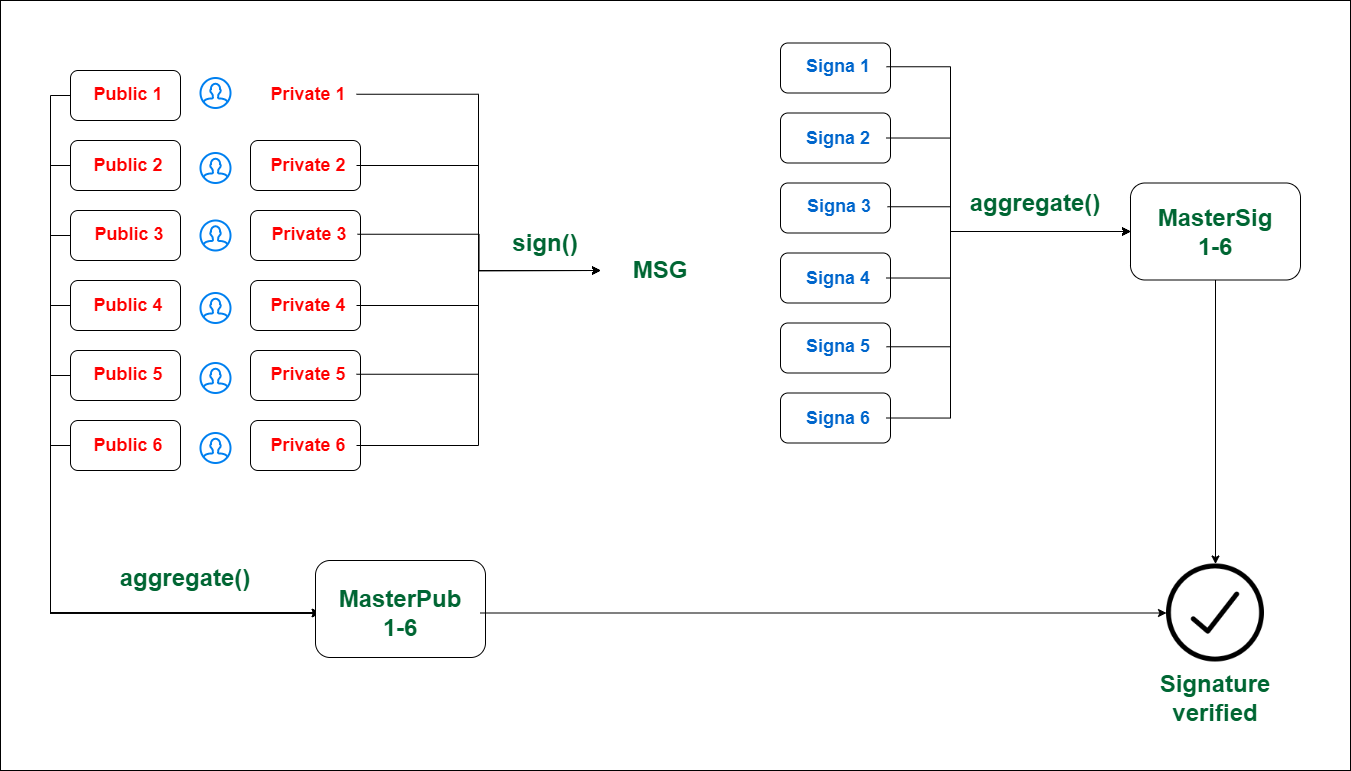 Public 1
Private 1
Public 2
Private 2
Public 3
Private 3
Public 4
Private 4
Public 5
Private 5
Public 6
Private 6
sign()
MSG
Signa 1
Signa 2
Signa 3
Signa 4
Signa 5
Signa 6
aggregate()
MasterSig
1-6
aggregate()
MasterPub
1-6
Signature
verified